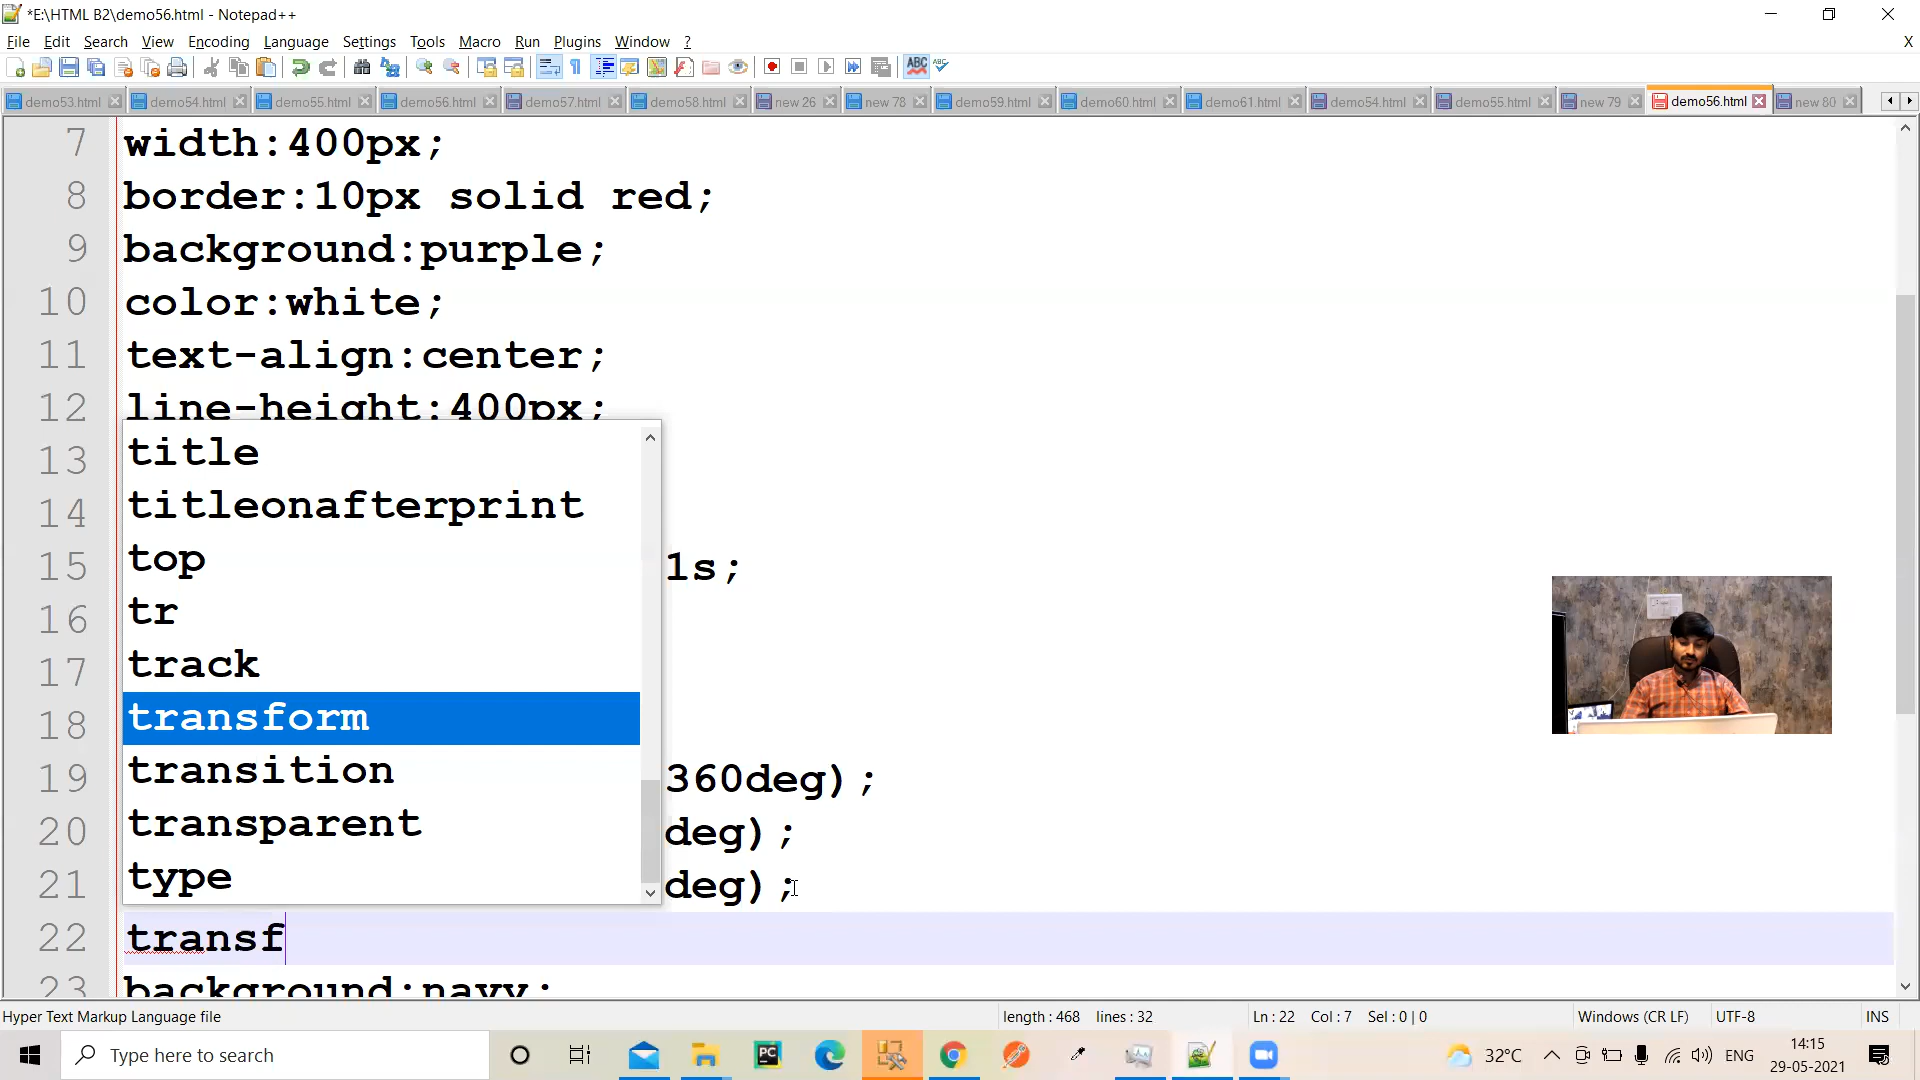 *E:\HTML B2\demo56.html - Notepad++
File Edit Search View Encoding Language Settings Tools Macro Run Plugins Window ? X
demo53.html demo54.html demo55.html demo56.html demo57.html demo58.html new 26 new 78 demo59.html demo60.html demo61.html demo54.html demo55.html new 79 demo56.html new 80
7 width:400px;
8 border:10px solid red;
9 background:purple;
10 color:white;
11 text-align:center;
12 line-height:400px;
13
14
15 1s;
16
17
18
19 360deg);
20 deg);
21 deg);
title
titleonafterprint
top
tr
track
transform
transition
transparent
type
22 transf
23 background:navy;
Hyper Text Markup Language file length : 468 lines : 32 Ln : 22 Col : 7 Sel : 0 | 0 Windows (CR LF) UTF-8 INS
Type here to search
32°C ENG
14:15
29-05-2021